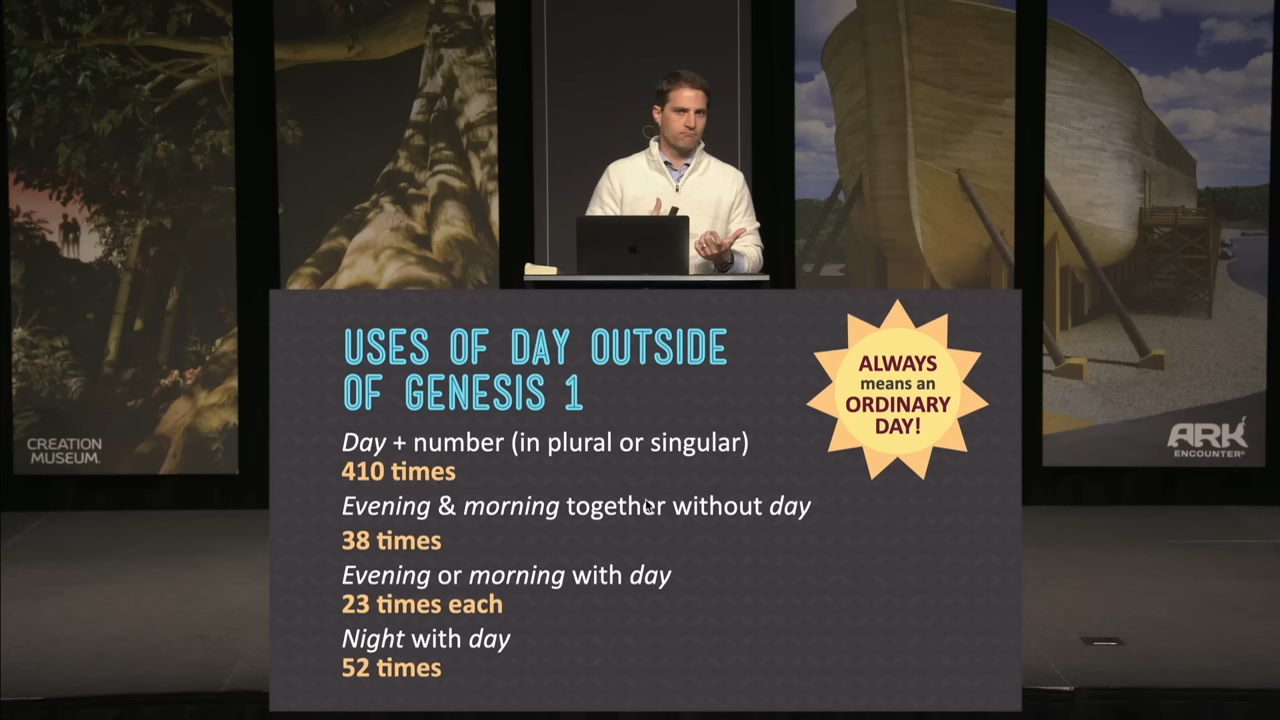 USES OF DAY OUTSIDE
OF GENESIS 1
ALWAYS
means an
ORDINARY
DAY!
Day + number (in plural or singular)
410 times
Evening & morning together without day
38 times
Evening or morning with day
23 times each
Night with day
52 times
CREATION
MUSEUM
ARK
ENCOUNTER